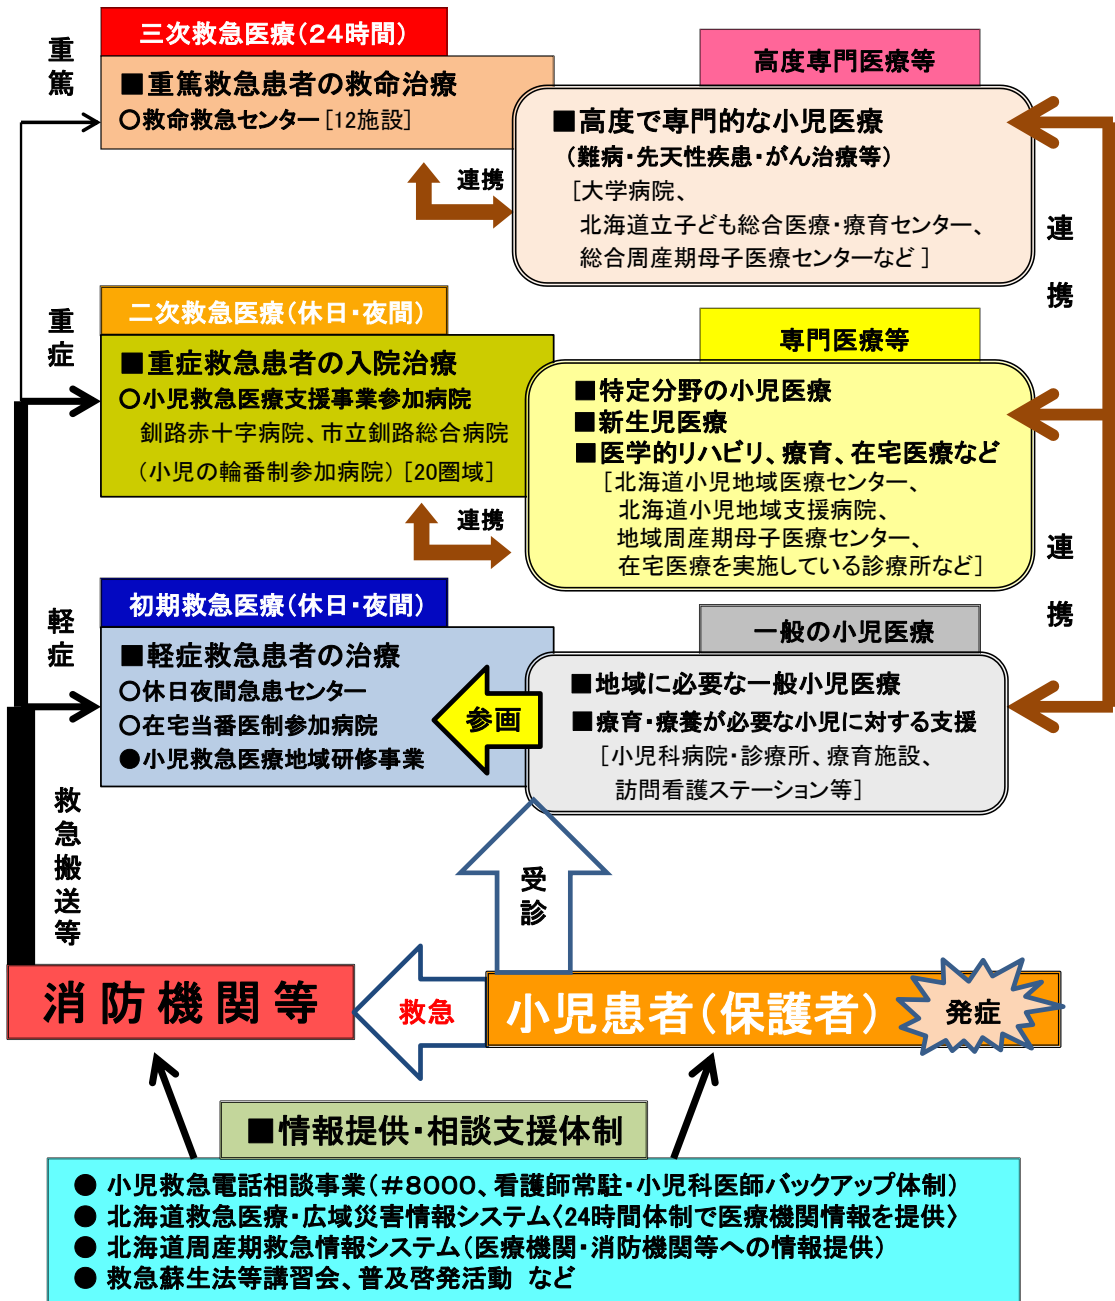 三次救急医療(24時間)
重篤
■重篤救急患者の救命治療
○救命救急センター[12施設]
高度専門医療等
■高度で専門的な小児医療
(難病・先天性疾患・がん治療等)
[大学病院、
北海道立子ども総合医療・療育センター、
総合周産期母子医療センターなど]
連携
連携
二次救急医療(休日・夜間)
重症
■重症救急患者の入院治療
○小児救急医療支援事業参加病院
釧路赤十字病院、市立釧路総合病院
(小児の輪番制参加病院)[20圏域]
専門医療等
■特定分野の小児医療
■新生児医療
■医学的リハビリ、療育、在宅医療など
[北海道小児地域医療センター、
北海道小児地域支援病院、
地域周産期母子医療センター、
在宅医療を実施している診療所など]
連携
連携
初期救急医療(休日・夜間)
軽症
■軽症救急患者の治療
○休日夜間急患センター
○在宅当番医制参加病院
●小児救急医療地域研修事業
参画
一般の小児医療
■地域に必要な一般小児医療
■療育・療養が必要な小児に対する支援
[小児科病院・診療所、療育施設、
訪問看護ステーション等]
救急搬送等
受診
消防機関等
救急
小児患者(保護者)
発症
■情報提供・相談支援体制
● 小児救急電話相談事業(#8000、看護師常駐・小児科医師バックアップ体制)
● 北海道救急医療・広域災害情報システム〈24時間体制で医療機関情報を提供〉
● 北海道周産期救急情報システム(医療機関・消防機関等への情報提供)
● 救急蘇生法等講習会、普及啓発活動 など